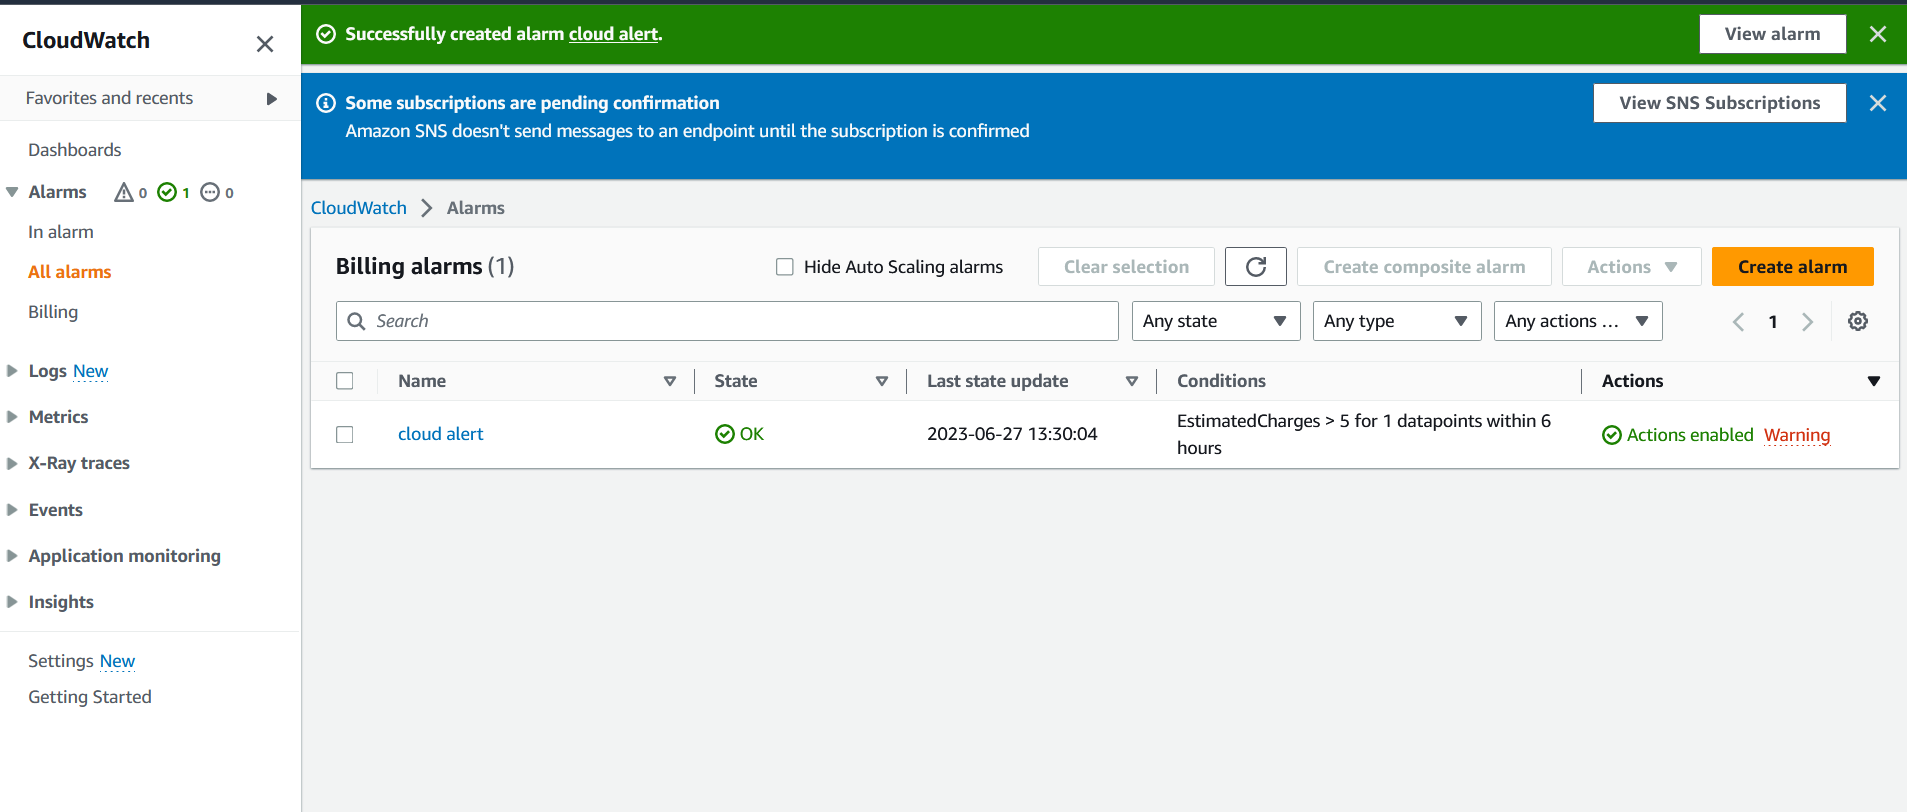 CloudWatch
Favorites and recents
Dashboards
Alarms 0 1 0
In alarm
All alarms
Billing
Logs New
Metrics
X-Ray traces
Events
Application monitoring
Insights
Settings New
Getting Started
Successfully created alarm cloud alert.
View alarm
Some subscriptions are pending confirmation
Amazon SNS doesn't send messages to an endpoint until the subscription is confirmed
View SNS Subscriptions
CloudWatch Alarms
Billing alarms (1)
Hide Auto Scaling alarms
Clear selection
Create composite alarm
Actions
Create alarm
Search
Any state
Any type
Any actions ...
1
Name State Last state update Conditions Actions
cloud alert OK 2023-06-27 13:30:04 EstimatedCharges > 5 for 1 datapoints within 6
hours
Actions enabled Warning